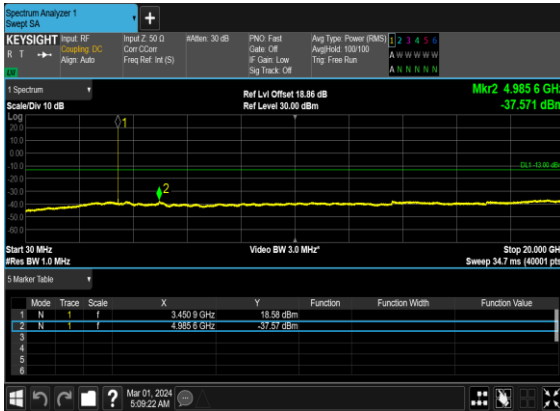 Spectrum Analyzer 1
Swept SA
+
KEYSIGHT Input: RF Input Z: 50 Ω #Atten: 30 dB PNO: Fast Avg Type: Power (RMS) 1 2 3 4 5 6
R T Coupling: DC Corr CCorr Gate: Off Avg|Hold: 100/100 A W W W W W
Align: Auto Freq Ref: Int (S) IF Gain: Low Trig: Free Run
Sig Track: Off A N N N N N
1 Spectrum Ref Lvl Offset 18.86 dB Mkr2 4.985 6 GHz
Scale/Div 10 dB Ref Level 30.00 dBm -37.571 dBm
Log
20.0
10.0
0.00
-10.0
-20.0
-30.0
-40.0
-50.0
-60.0
1
2
DL1 -13.00 dBm
Start 30 MHz Video BW 3.0 MHz* Stop 20.000 GHz
#Res BW 1.0 MHz Sweep 34.7 ms (40001 pts)
5 Marker Table
Mode Trace Scale X Y Function Function Width Function Value
1 N 1 f 3.450 9 GHz 18.58 dBm
2 N 1 f 4.985 6 GHz -37.57 dBm
3
4
5
6
? Mar 01, 2024
5:09:22 AM